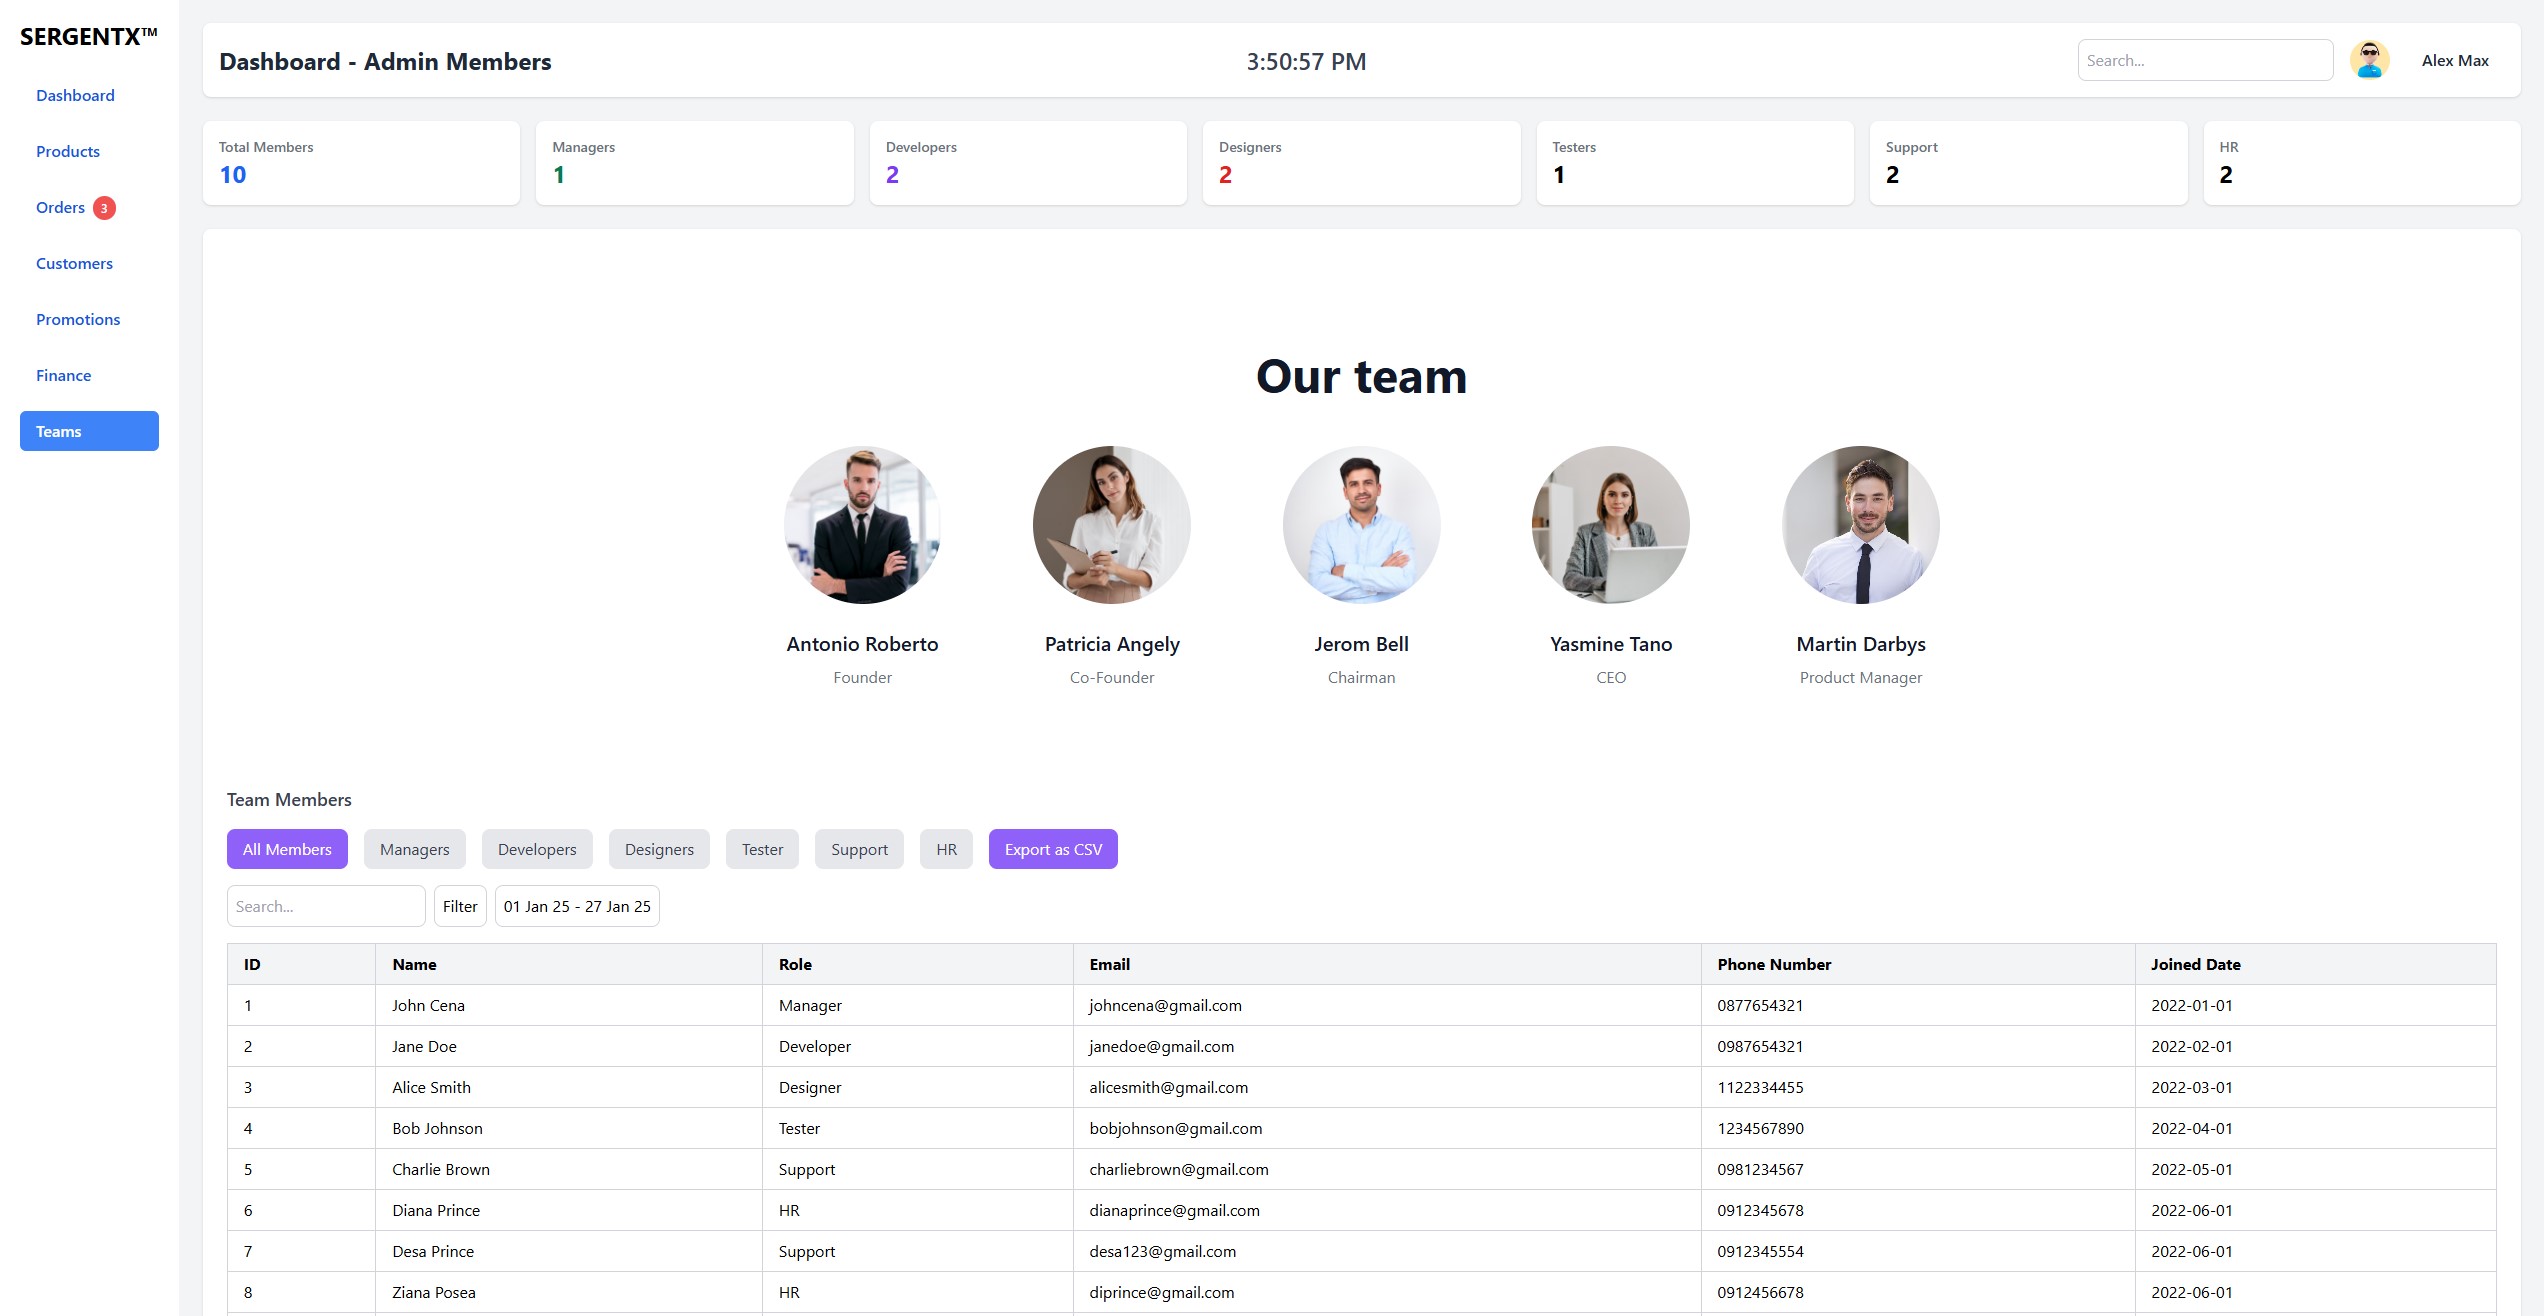 SERGENTX™
Dashboard
Products
Orders 3
Customers
Promotions
Finance
Teams
Dashboard - Admin Members
3:50:57 PM
Search...
Alex Max
Total Members
10
Managers
1
Developers
2
Designers
2
Testers
1
Support
2
HR
2
Our team
Antonio Roberto
Founder
Patricia Angely
Co-Founder
Jerom Bell
Chairman
Yasmine Tano
CEO
Martin Darbys
Product Manager
Team Members
All Members Managers Developers Designers Tester Support HR Export as CSV
Search... Filter 01 Jan 25 - 27 Jan 25
ID Name Role Email Phone Number Joined Date
1 John Cena Manager johncena@gmail.com 0877654321 2022-01-01
2 Jane Doe Developer janedoe@gmail.com 0987654321 2022-02-01
3 Alice Smith Designer alicesmith@gmail.com 1122334455 2022-03-01
4 Bob Johnson Tester bobjohnson@gmail.com 1234567890 2022-04-01
5 Charlie Brown Support charliebrown@gmail.com 0981234567 2022-05-01
6 Diana Prince HR dianaprince@gmail.com 0912345678 2022-06-01
7 Desa Prince Support desa123@gmail.com 0912345554 2022-06-01
8 Ziana Posea HR diprince@gmail.com 0912456678 2022-06-01